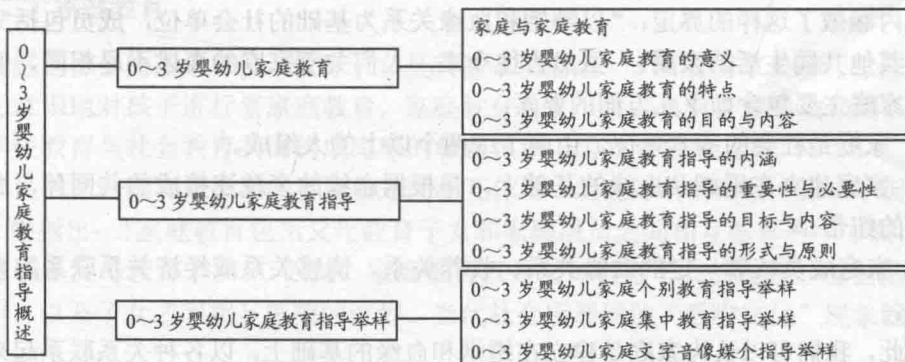 0~3岁婴幼儿家庭教育指导概述
0~3岁婴幼儿家庭教育
家庭与家庭教育
0~3岁婴幼儿家庭教育的意义
0~3岁婴幼儿家庭教育的特点
0~3岁婴幼儿家庭教育的目的与内容
0~3岁婴幼儿家庭教育指导
0~3岁婴幼儿家庭教育指导的内涵
0~3岁婴幼儿家庭教育指导的重要性与必要性
0~3岁婴幼儿家庭教育指导的目标与内容
0~3岁婴幼儿家庭教育指导的形式与原则
0~3岁婴幼儿家庭教育指导举样
0~3岁婴幼儿家庭个别教育指导举样
0~3岁婴幼儿家庭集中教育指导举样
0~3岁婴幼儿家庭文字音像媒介指导举样